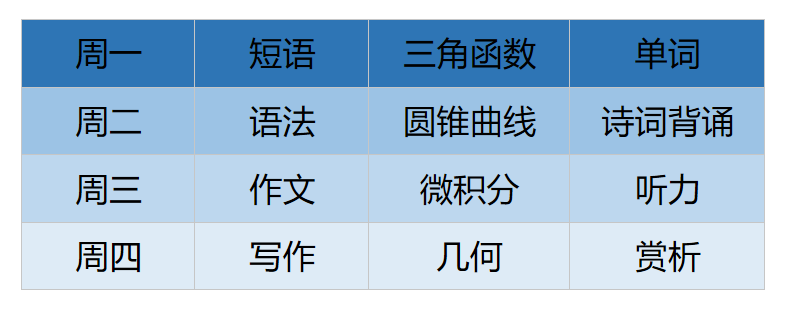 周一 短语 三角函数 单词
周二 语法 圆锥曲线 诗词背诵
周三 作文 微积分 听力
周四 写作 几何 赏析